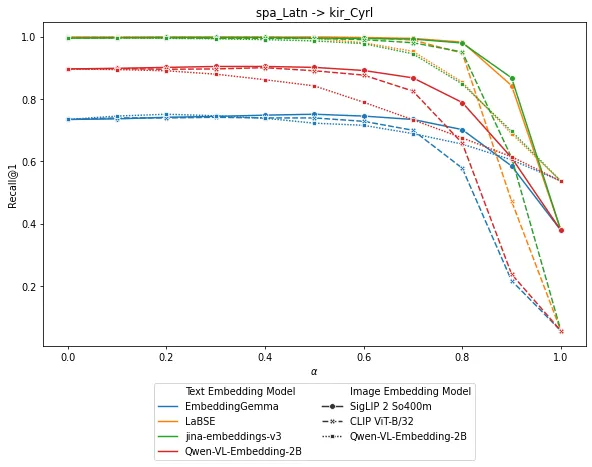 spa_Latn -> kir_Cyrl
Recall@1
1.0
0.8
0.6
0.4
0.2
0.0 0.2 0.4 0.6 0.8 1.0
α
Text Embedding Model
EmbeddingGemma
LaBSE
jina-embeddings-v3
Qwen-VL-Embedding-2B
Image Embedding Model
SigLIP 2 So400m
CLIP ViT-B/32
Qwen-VL-Embedding-2B